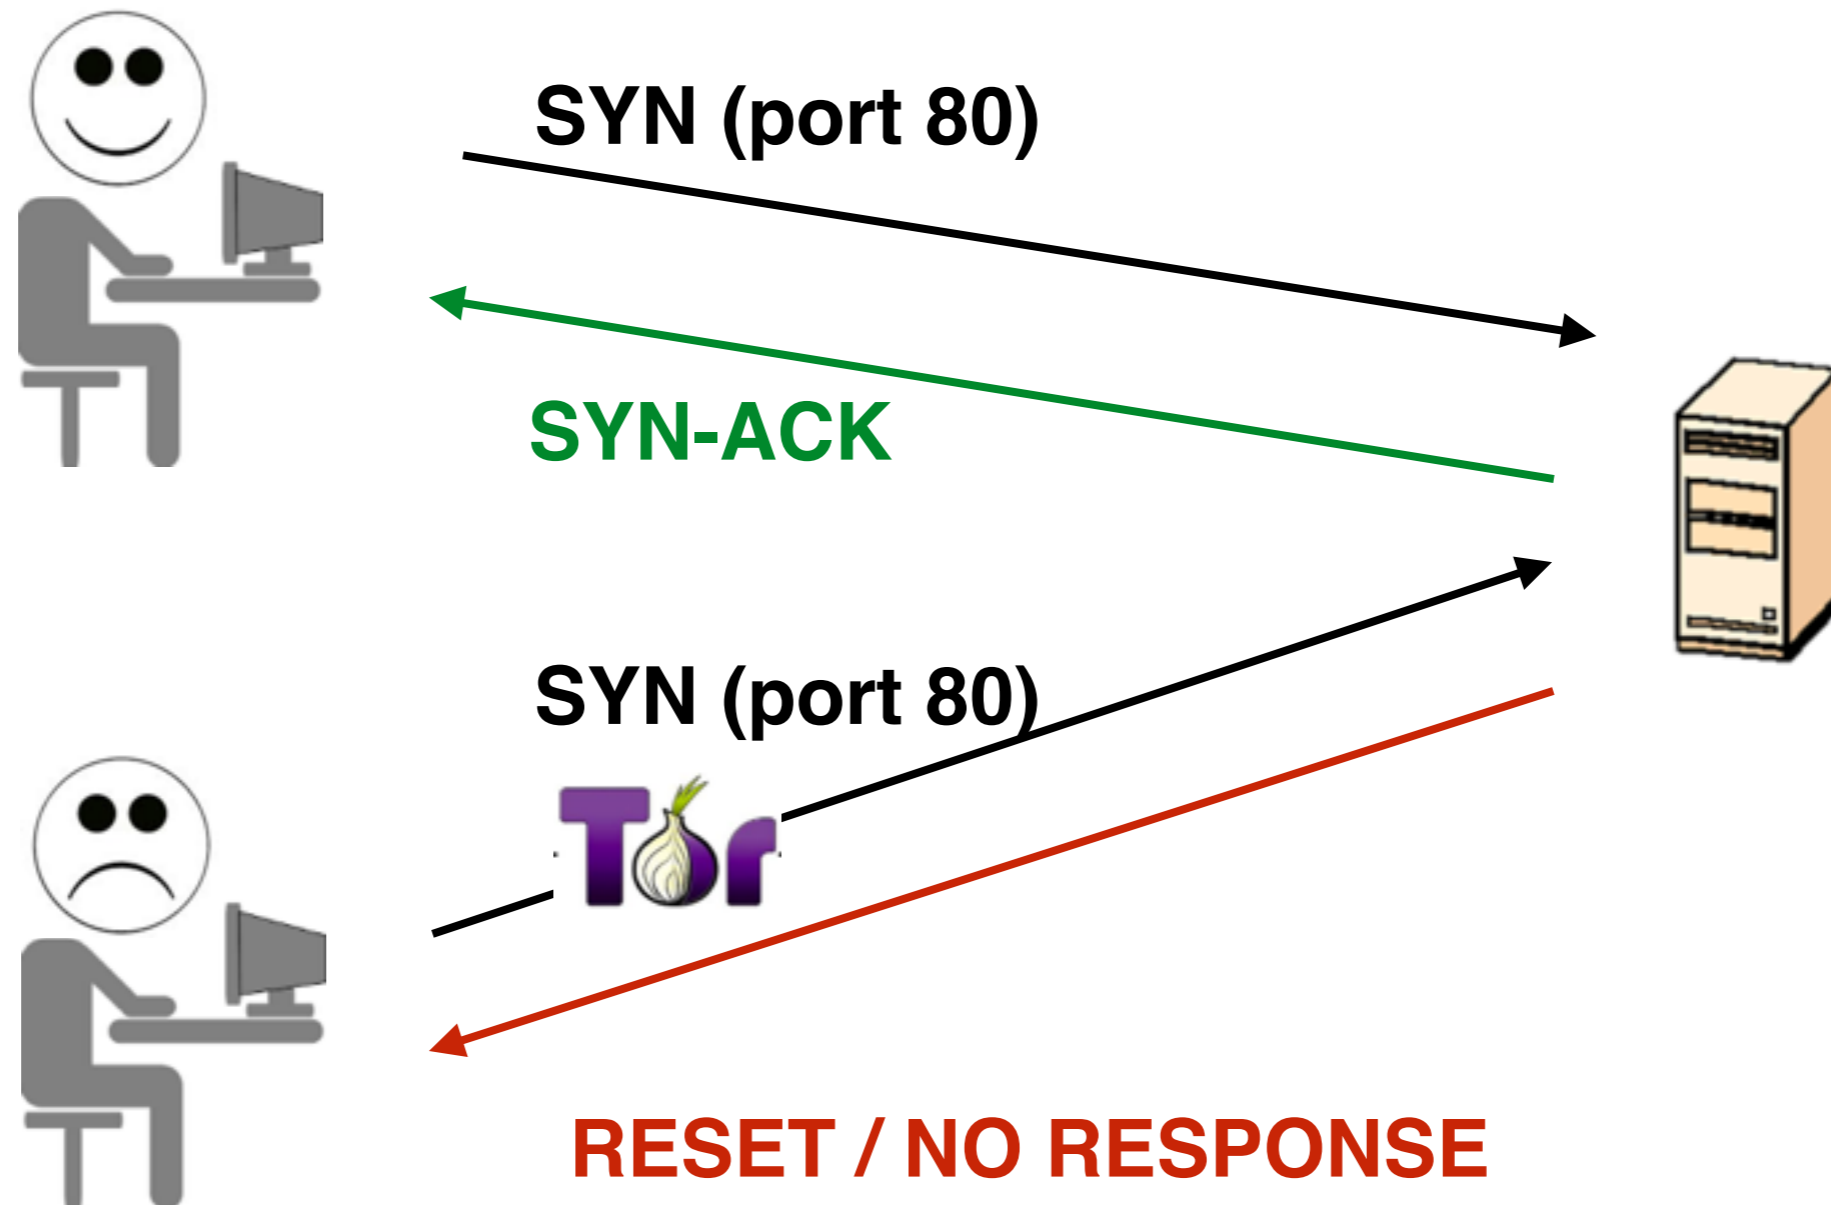 SYN (port 80)
SYN-ACK
SYN (port 80)
Tor
RESET / NO RESPONSE